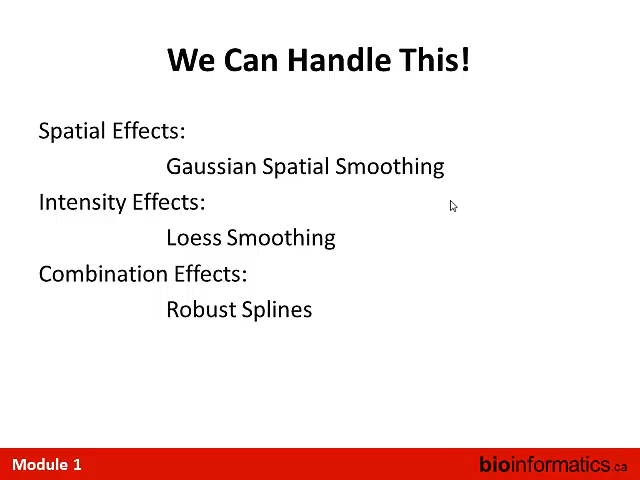 We Can Handle This!
Spatial Effects:
Gaussian Spatial Smoothing
Intensity Effects:
Loess Smoothing
Combination Effects:
Robust Splines
Module 1
bioinformatics.ca